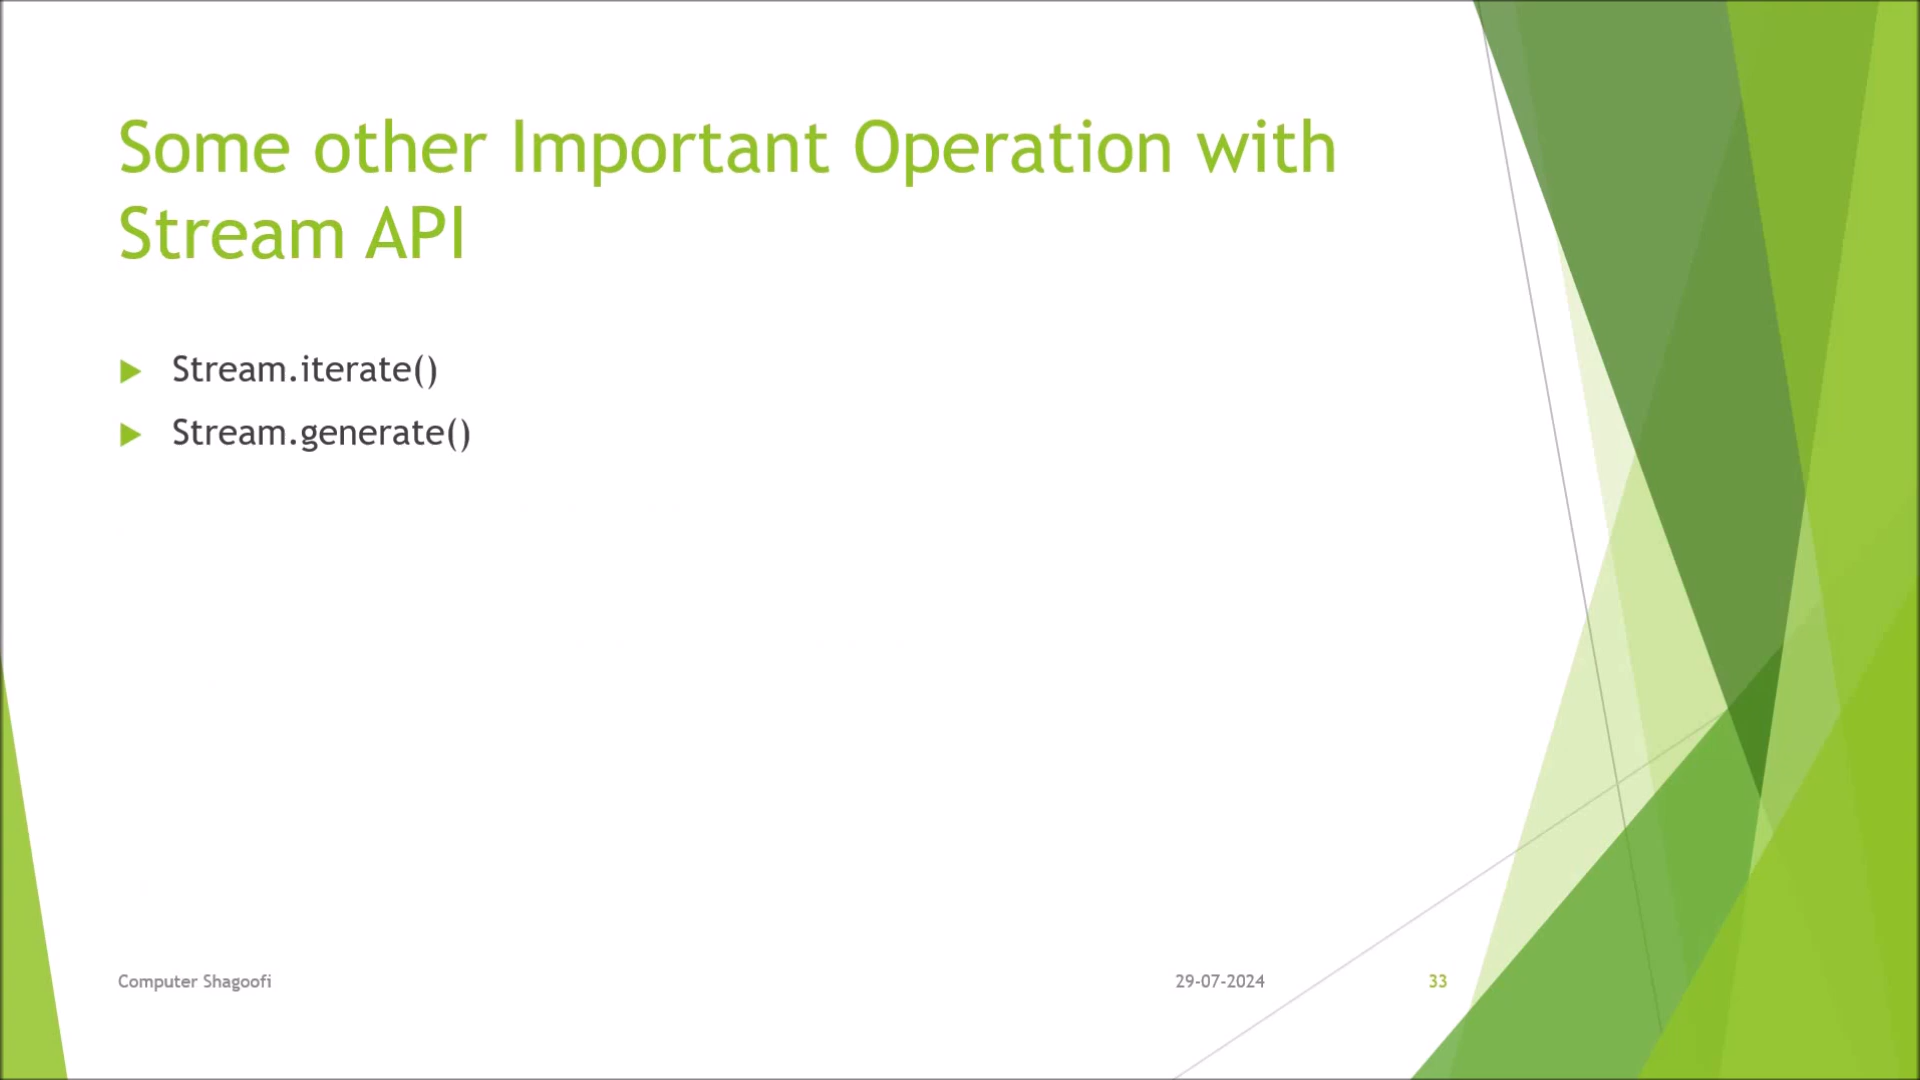 Some other Important Operation with
Stream API
Stream.iterate()
Stream.generate()
Computer Shagoofi
29-07-2024
33